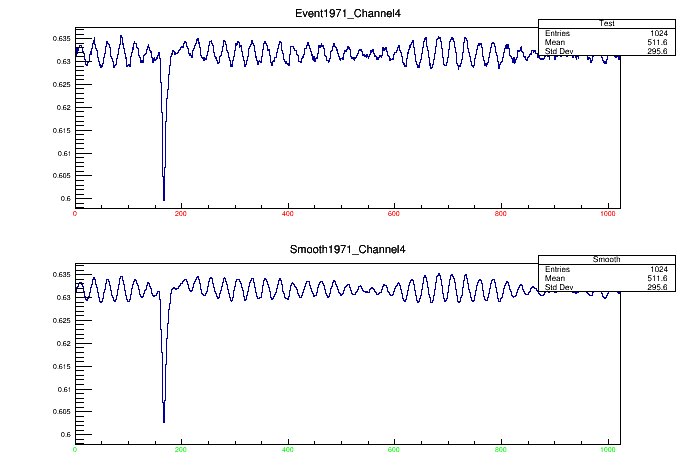 Event1971_Channel4
Test
Entries 1024
Mean 511.6
Std Dev 295.6
0.635
0.63
0.625
0.62
0.615
0.61
0.605
0.6
0 200 400 600 800 1000
Smooth1971_Channel4
Smooth
Entries 1024
Mean 511.6
Std Dev 295.6
0.635
0.63
0.625
0.62
0.615
0.61
0.605
0.6
0 200 400 600 800 1000